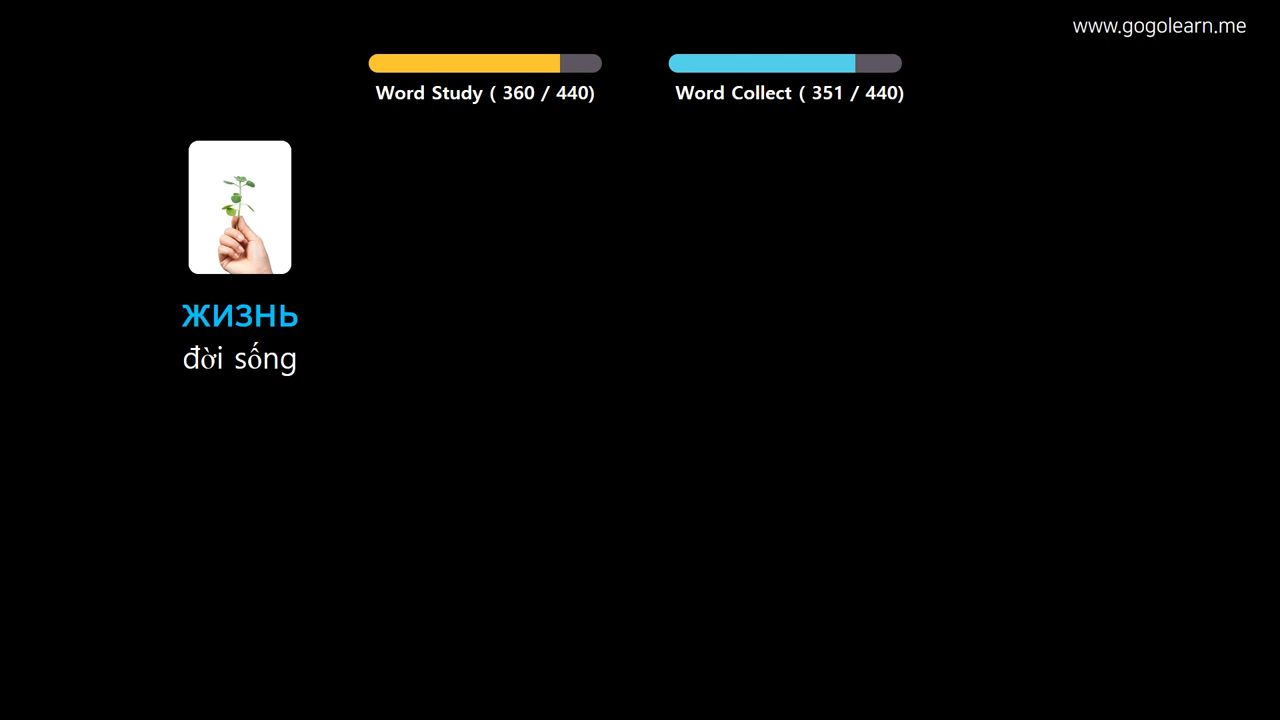 www.gogolearn.me
Word Study ( 360 / 440)
Word Collect ( 351 / 440)
жизнь
đời sống